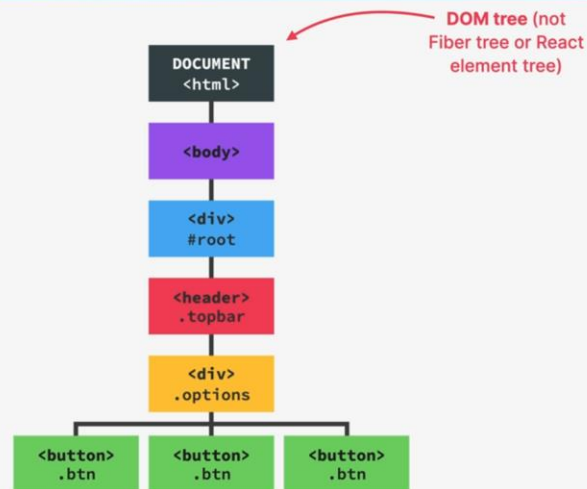 DOM tree (not
Fiber tree or React
element tree)
DOCUMENT
<html>
<body>
<div>
#root
<header>
.topbar
<div>
.options
<button>
.btn
<button>
.btn
<button>
.btn